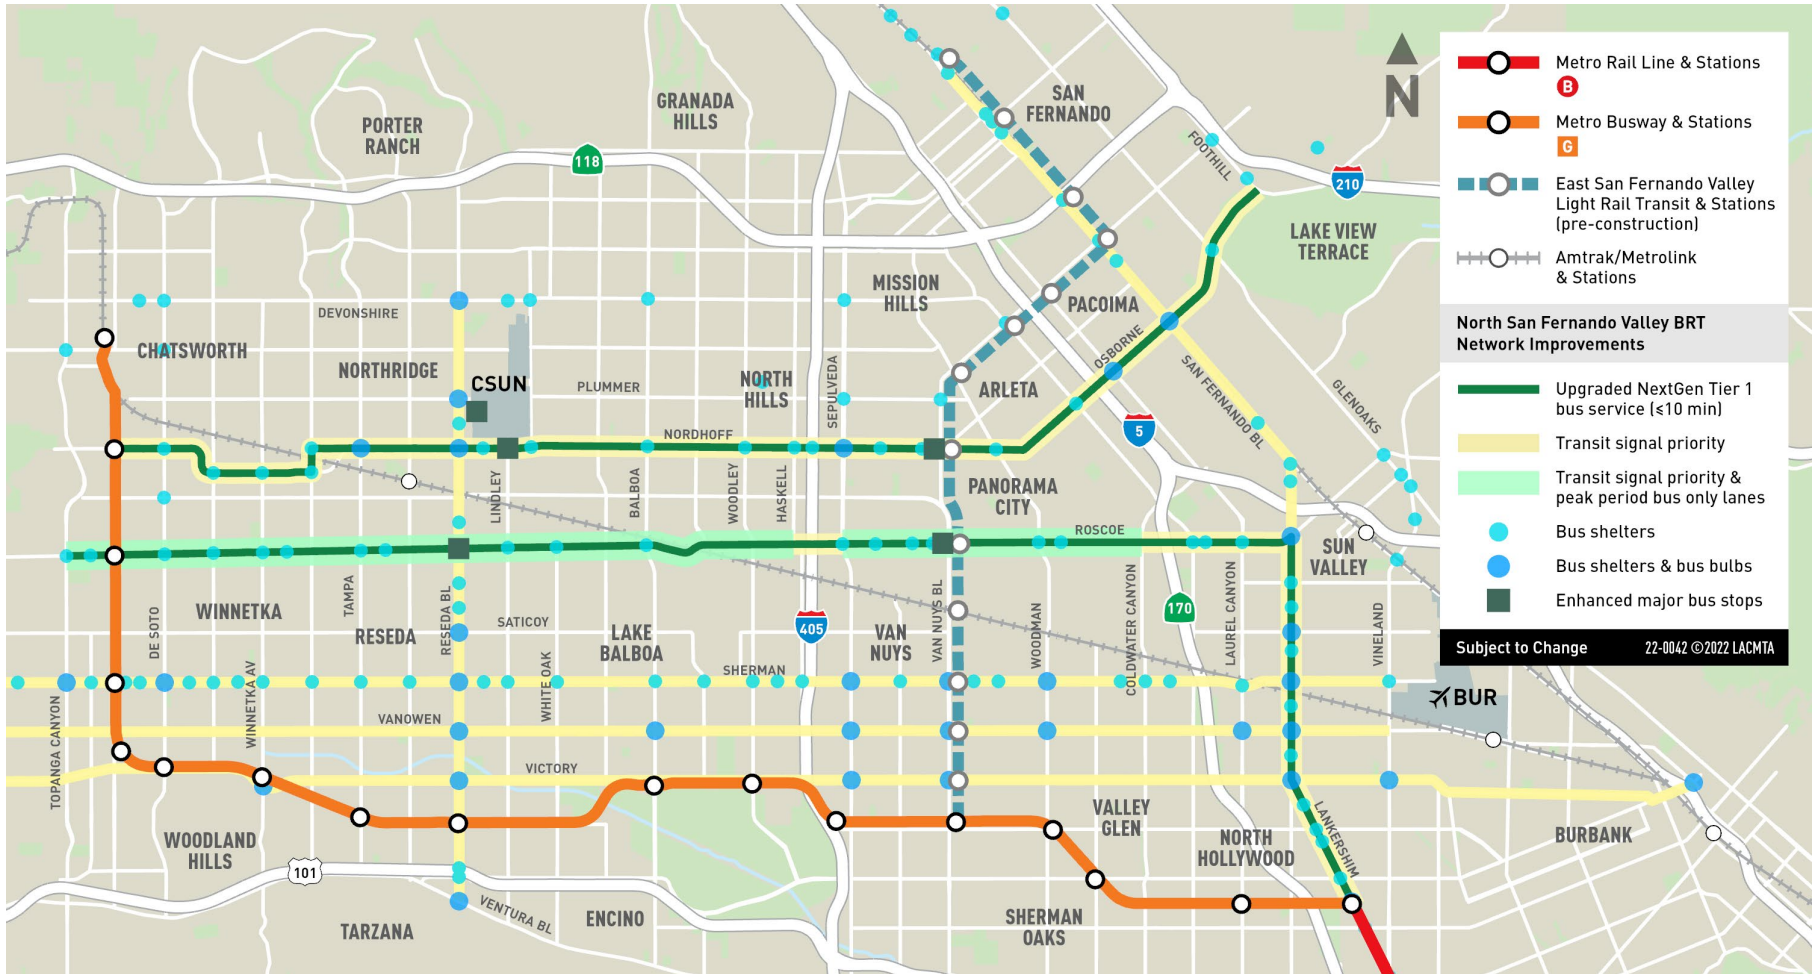 SAN
FERNANDO
GRANADA
HILLS
PORTER
RANCH
118
FOOTHILL
210
LAKE VIEW
TERRACE
MISSION
HILLS
PACOIMA
DEVONSHIRE
CHATSWORTH
NORTHRIDGE
CSUN
PLUMMER
NORTH
HILLS
SEPULVEDA
ARLETA
OSBORNE
SAN FERNANDO BL
GLENOAKS
5
NORDHOFF
LINDLEY
BALBOA
WOODLEY
HASKELL
PANORAMA
CITY
ROSCOE
SUN
VALLEY
WINNETKA
TAMPA
RESEDA
RESEDA BL
SATICOY
LAKE
BALBOA
405
VAN
NUYS
VAN NUYS BL
WOODMAN
COLDWATER CANYON
170
LAUREL CANYON
VINELAND
DE SOTO
WINNETKA AV
WHITE OAK
SHERMAN
BUR
TOPANGA CANYON
VANOWEN
VICTORY
WOODLAND
HILLS
101
VALLEY
GLEN
NORTH
HOLLYWOOD
LANKERSHIM
BURBANK
TARZANA
VENTURA BL
ENCINO
SHERMAN
OAKS
N
Metro Rail Line & Stations
B
Metro Busway & Stations
G
East San Fernando Valley
Light Rail Transit & Stations
(pre-construction)
Amtrak/Metrolink
& Stations
North San Fernando Valley BRT
Network Improvements
Upgraded NextGen Tier 1
bus service (≤10 min)
Transit signal priority
Transit signal priority &
peak period bus only lanes
Bus shelters
Bus shelters & bus bulbs
Enhanced major bus stops
Subject to Change
22-0042 ©2022 LACMTA